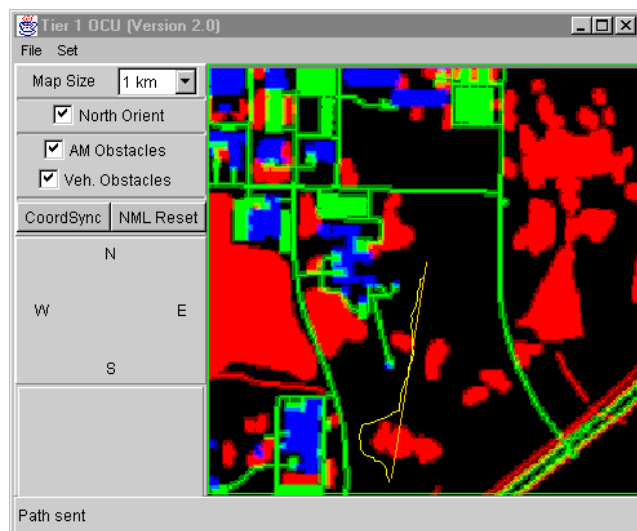 Tier 1 OCU (Version 2.0)
File Set
Map Size 1 km
North Orient
AM Obstacles
Veh. Obstacles
CoordSync NML Reset
N
W E
S
Path sent